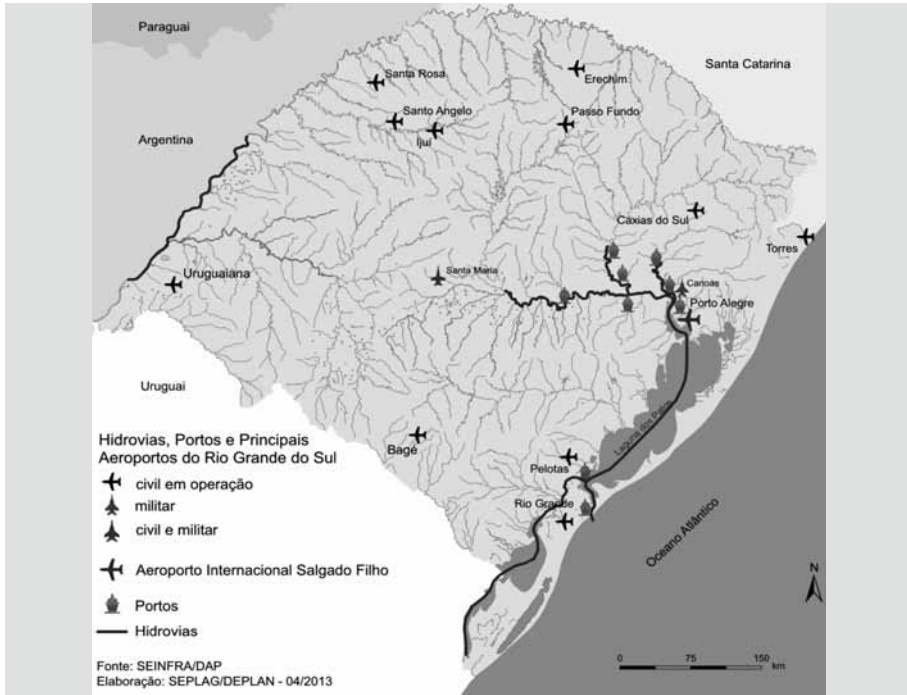 Paraguai
Santa Catarina
Santa Rosa
Erechim
Santo Angelo
Passo Fundo
Ijuí
Argentina
Caxias do Sul
Torres
Santa Maria
Uruguaiana
Canoas
Porto Alegre
Uruguai
Laguna dos Patos
Bagé
Pelotas
Rio Grande
Oceano Atlântico
Hidrovias, Portos e Principais
Aeroportos do Rio Grande do Sul
civil em operação
militar
civil e militar
Aeroporto Internacional Salgado Filho
Portos
Hidrovias
N
0 75 150
km
Fonte: SEINFRA/DAP
Elaboração: SEPLAG/DEPLAN - 04/2013